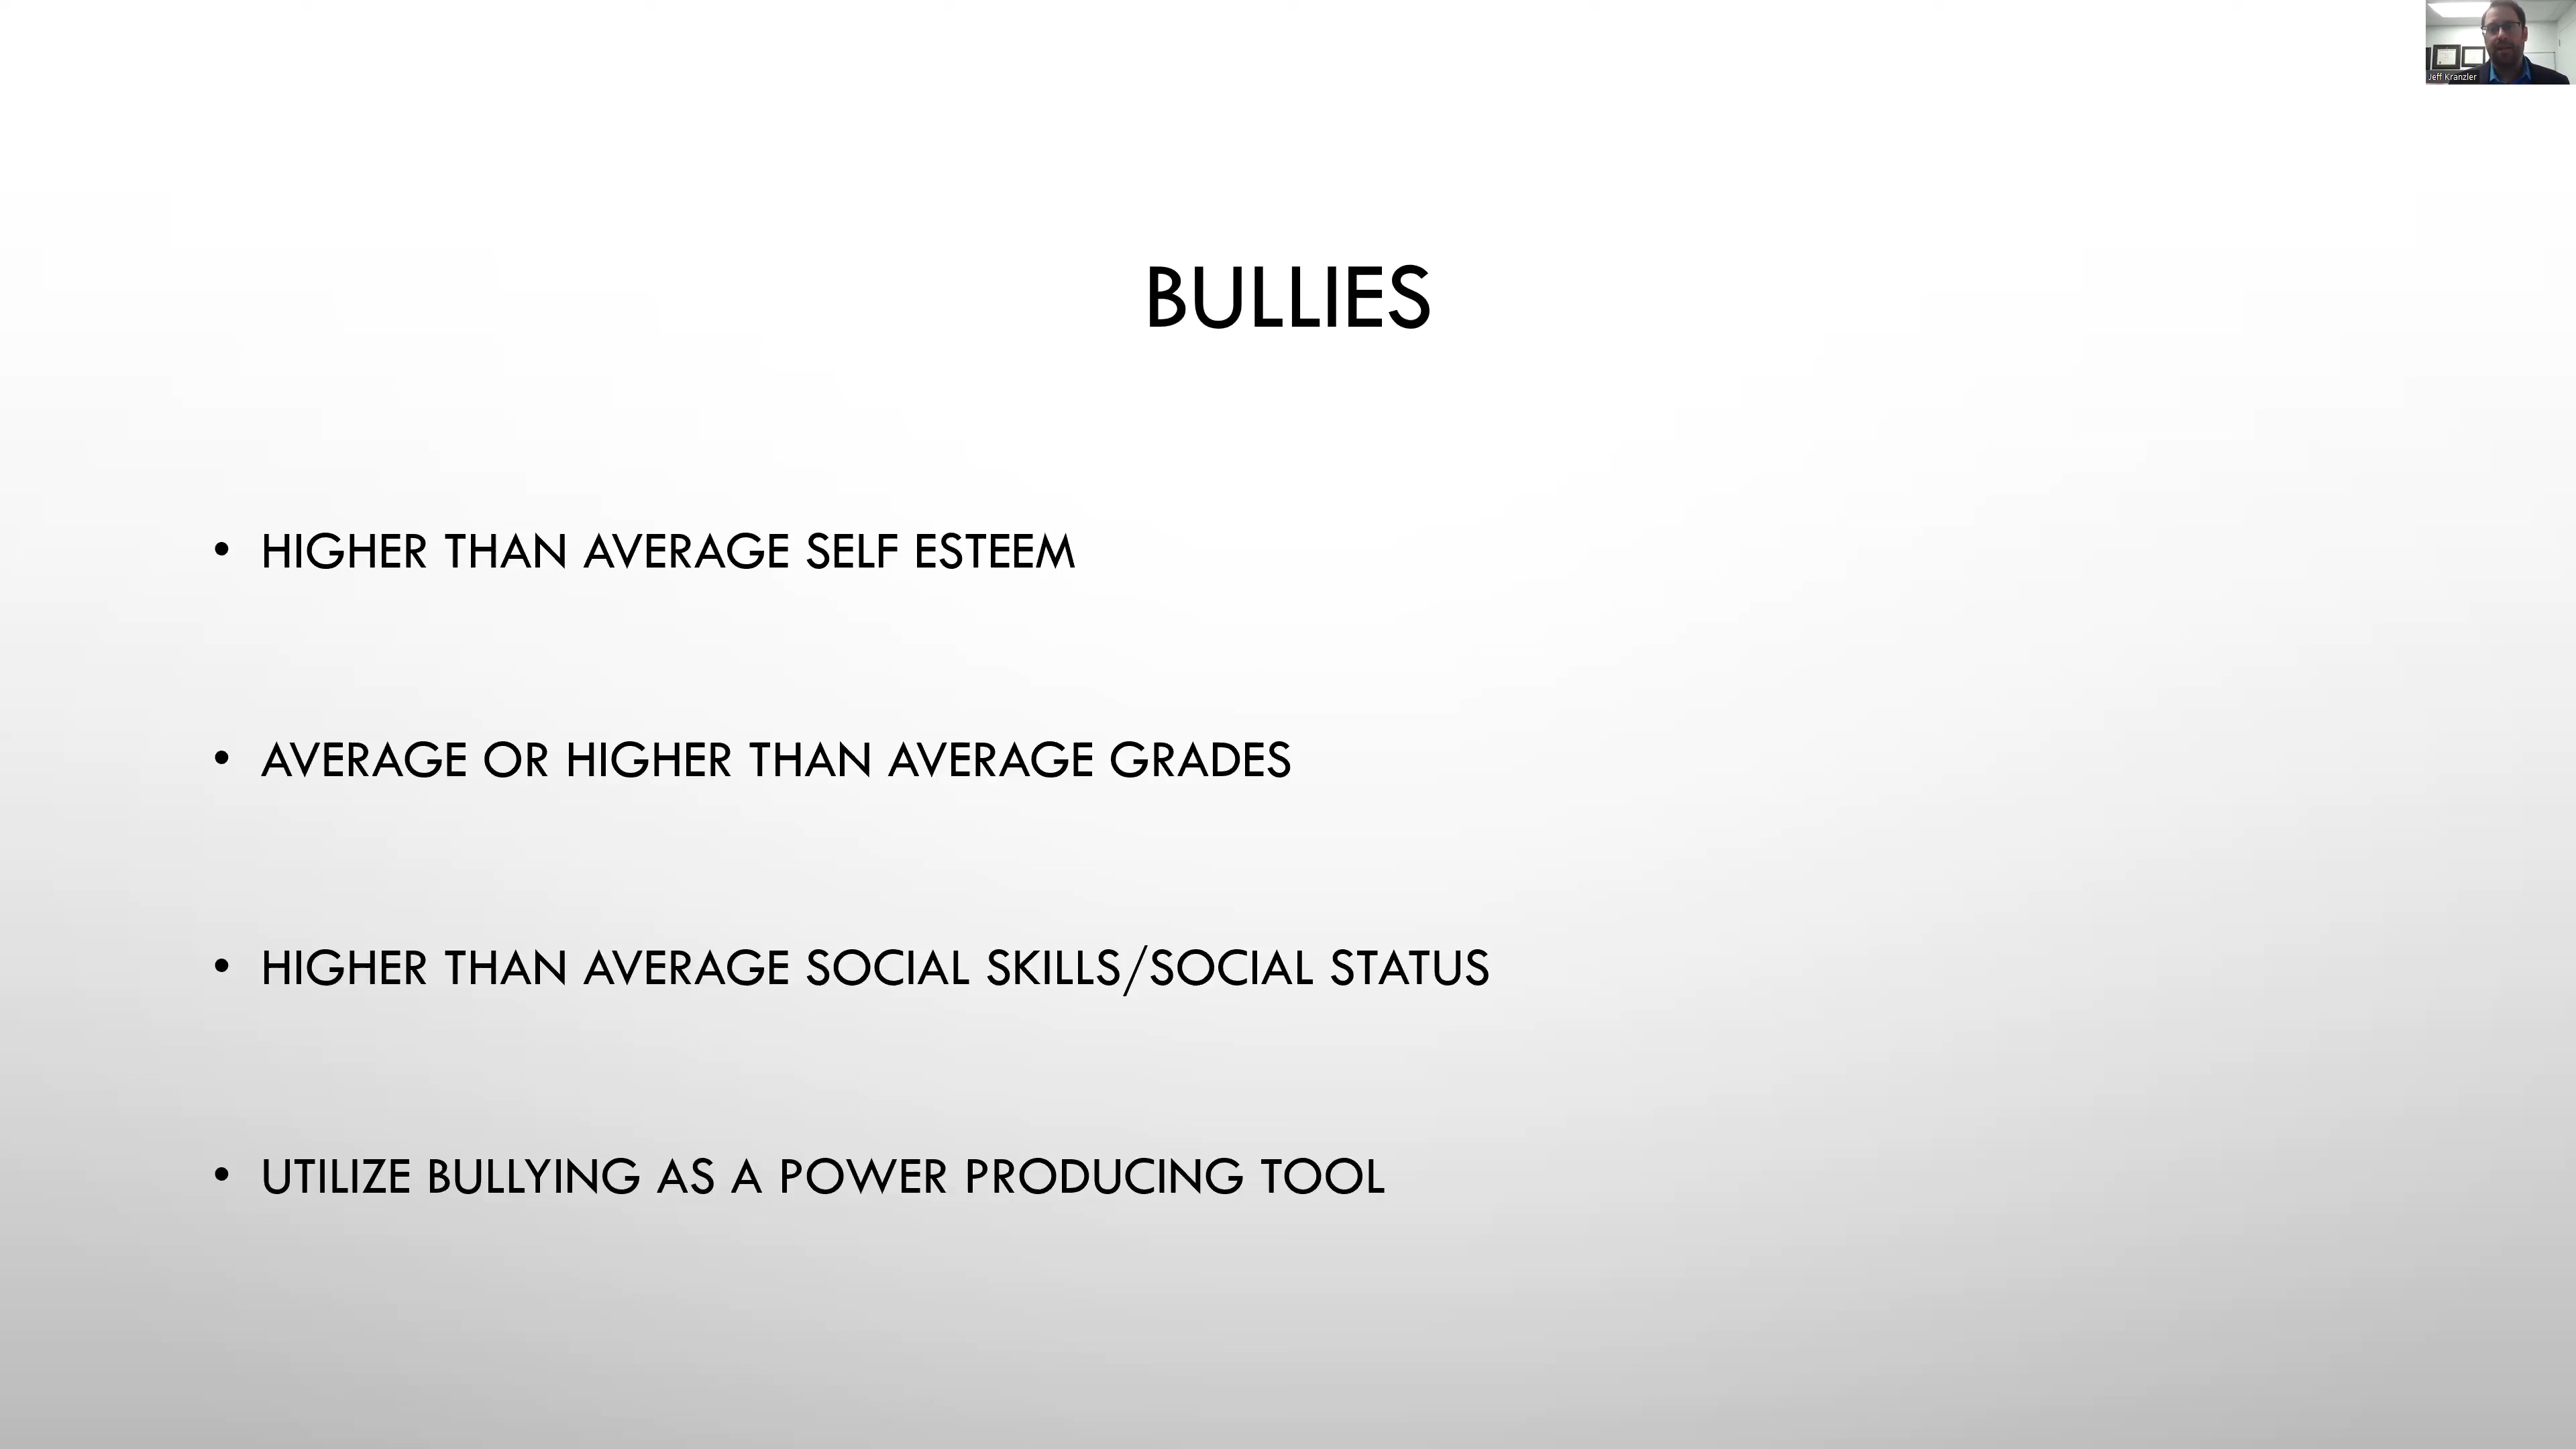 Jeff Kranzler
BULLIES
• HIGHER THAN AVERAGE SELF ESTEEM
• AVERAGE OR HIGHER THAN AVERAGE GRADES
• HIGHER THAN AVERAGE SOCIAL SKILLS/SOCIAL STATUS
• UTILIZE BULLYING AS A POWER PRODUCING TOOL